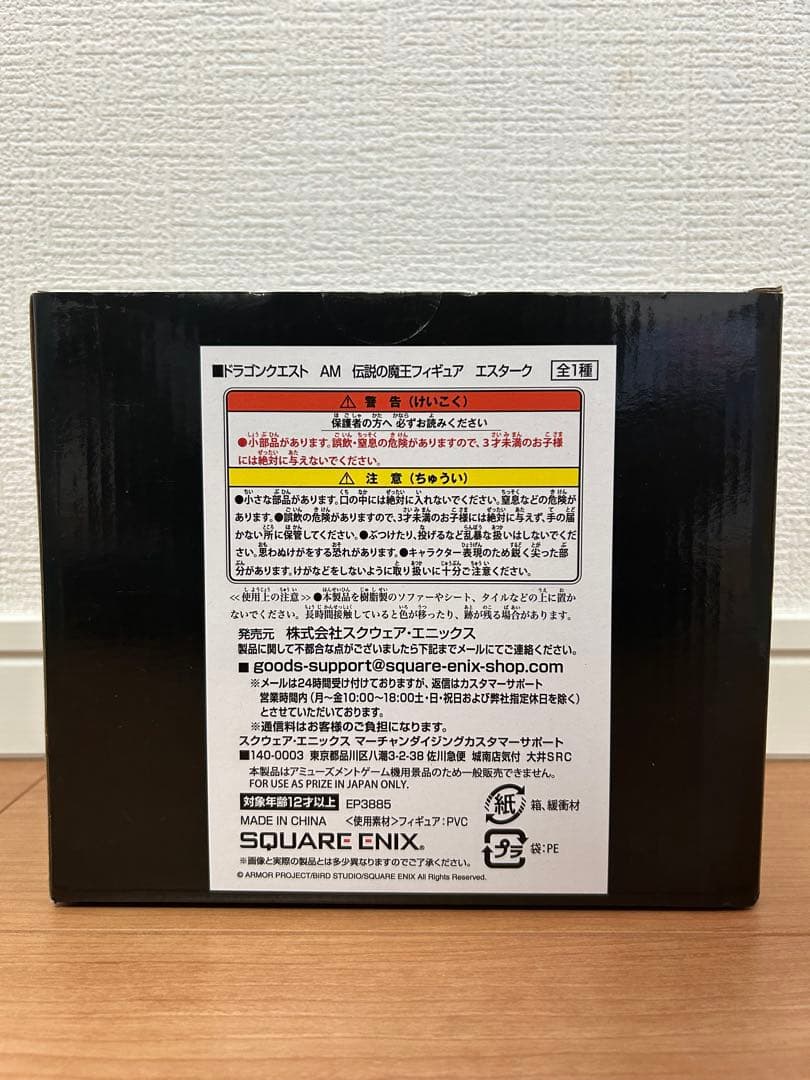 ■ドラゴンクエスト AM 伝説の魔王フィギュア エスターク 全1種
⚠ 警告(けいこく)
保護者の方へ 必ずお読みください
●小部品があります。誤飲・窒息の危険がありますので、3才未満のお子様
には絶対に与えないでください。
⚠ 注意(ちゅうい)
●小さな部品があります。口の中には絶対に入れないでください。窒息などの危険が
あります。●誤飲の危険がありますので、3才未満のお子様には絶対に与えず、手の届
かない所に保管してください。●ぶつけたり、投げるなど乱暴な扱いはしないでくだ
さい。思わぬけがをする恐れがあります。●キャラクター表現のため鋭く尖った部
分があります。けがなどをしないように取り扱いに十分ご注意ください。
≪使用上の注意≫●本製品を樹脂製のソファーやシート、タイルなどの上に置か
ないでください。長時間接触していると色が移ったり、跡が残る場合があります。
発売元 株式会社スクウェア・エニックス
製品に関して不都合な点がございましたら下記までメールにてご連絡ください。
■goods-support@square-enix-shop.com
※メールは24時間受け付けておりますが、返信はカスタマーサポート
営業時間内(月～金10:00～18:00土・日・祝日および弊社指定休日を除く)
とさせていただいております。
※通信料はお客様のご負担になります。
スクウェア・エニックス マーチャンダイジングカスタマーサポート
■140-0003 東京都品川区八潮3-2-38 佐川急便 城南店気付 大井SRC
本製品はアミューズメントゲーム機用景品のため一般販売できません。
FOR USE AS PRIZE IN JAPAN ONLY.
対象年齢12才以上 EP3885
MADE IN CHINA <使用素材>フィギュア:PVC
紙 箱、緩衝材
SQUARE ENIX®
プラ 袋:PE
※画像と実際の製品とは多少異なりますのでご了承ください。
© ARMOR PROJECT/BIRD STUDIO/SQUARE ENIX All Rights Reserved.